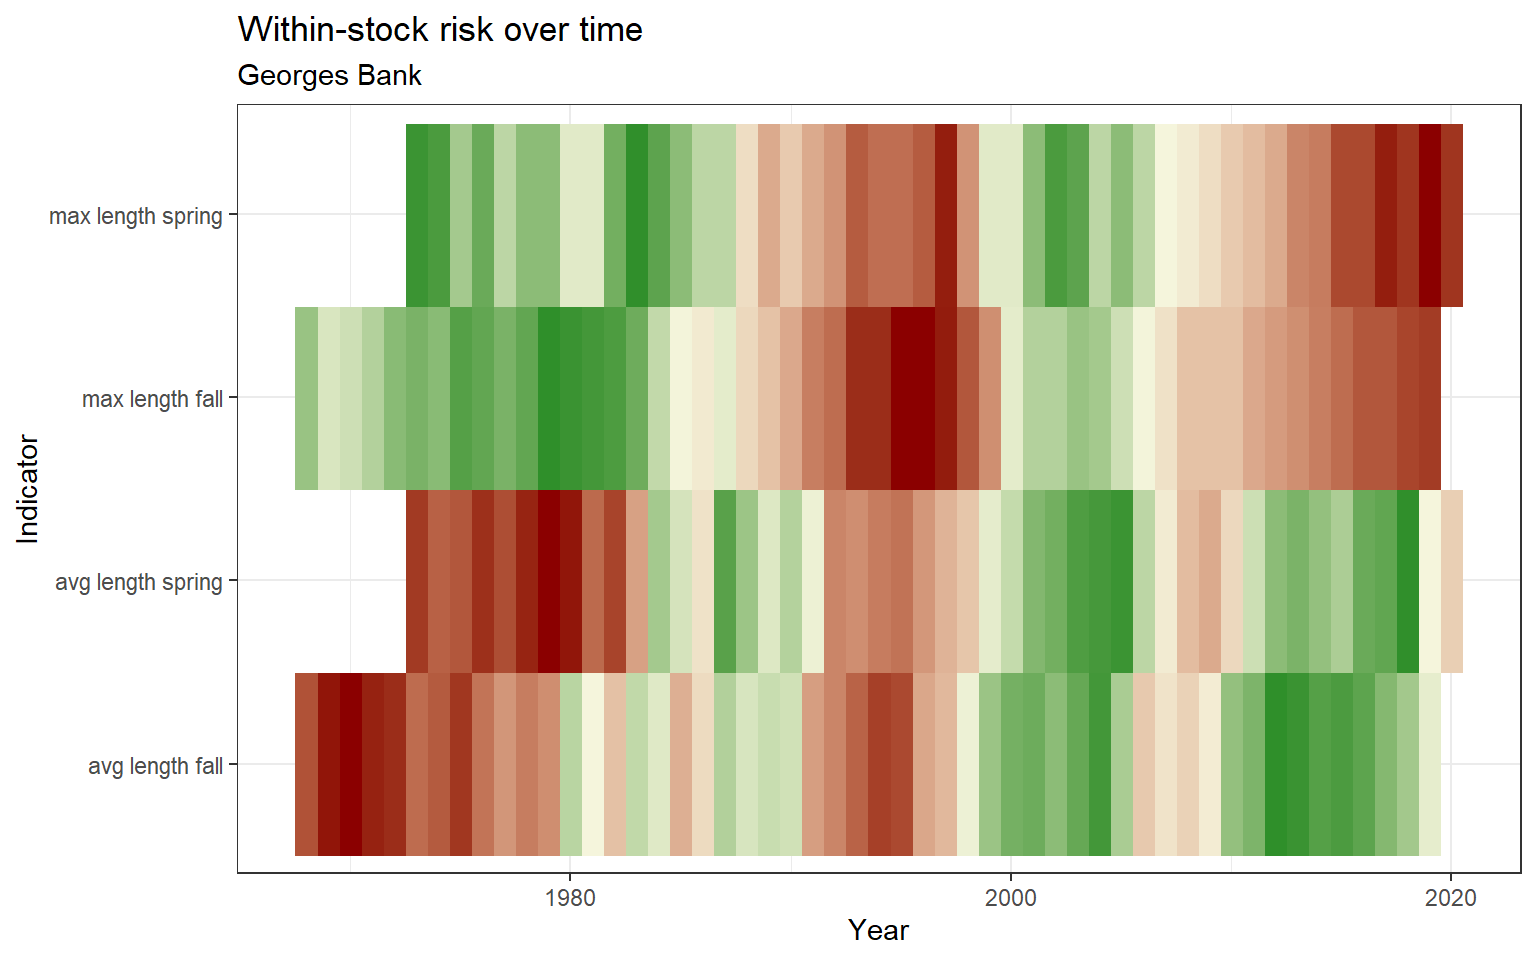 Within-stock risk over time
Georges Bank
max length spring
max length fall
avg length spring
avg length fall
Indicator
1980
2000
2020
Year